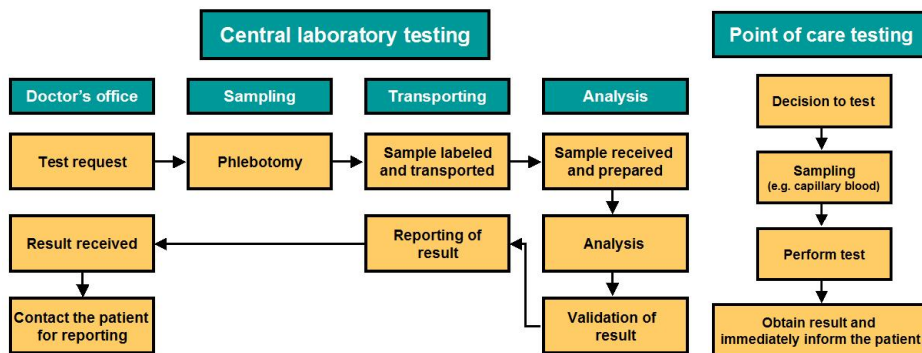 Central laboratory testing
Point of care testing
Doctor's office
Sampling
Transporting
Analysis
Test request
Phlebotomy
Sample labeled
and transported
Sample received
and prepared
Result received
Reporting of
result
Analysis
Contact the patient
for reporting
Validation of
result
Decision to test
Sampling
(e.g. capillary blood)
Perform test
Obtain result and
immediately inform the patient